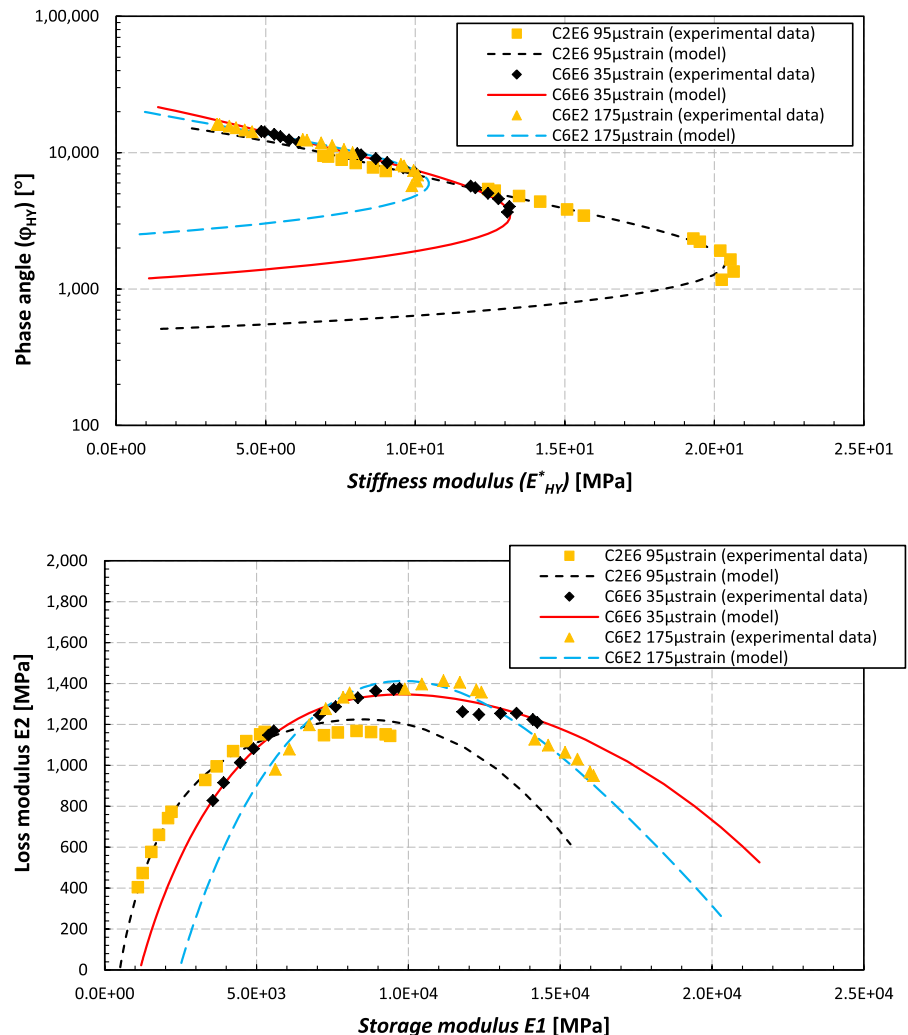 1,00,000
10,000
1,000
100
Phase angle (φHY) [°]
C2E6 95μstrain (experimental data)
C2E6 95μstrain (model)
C6E6 35μstrain (experimental data)
C6E6 35μstrain (model)
C6E2 175μstrain (experimental data)
C6E2 175μstrain (model)
0.0E+00 5.0E+00 1.0E+01 1.5E+01 2.0E+01 2.5E+01
Stiffness modulus (E*HY) [MPa]
2,000
1,800
1,600
1,400
1,200
1,000
800
600
400
200
0
Loss modulus E2 [MPa]
C2E6 95μstrain (experimental data)
C2E6 95μstrain (model)
C6E6 35μstrain (experimental data)
C6E6 35μstrain (model)
C6E2 175μstrain (experimental data)
C6E2 175μstrain (model)
0.0E+00 5.0E+03 1.0E+04 1.5E+04 2.0E+04 2.5E+04
Storage modulus E1 [MPa]